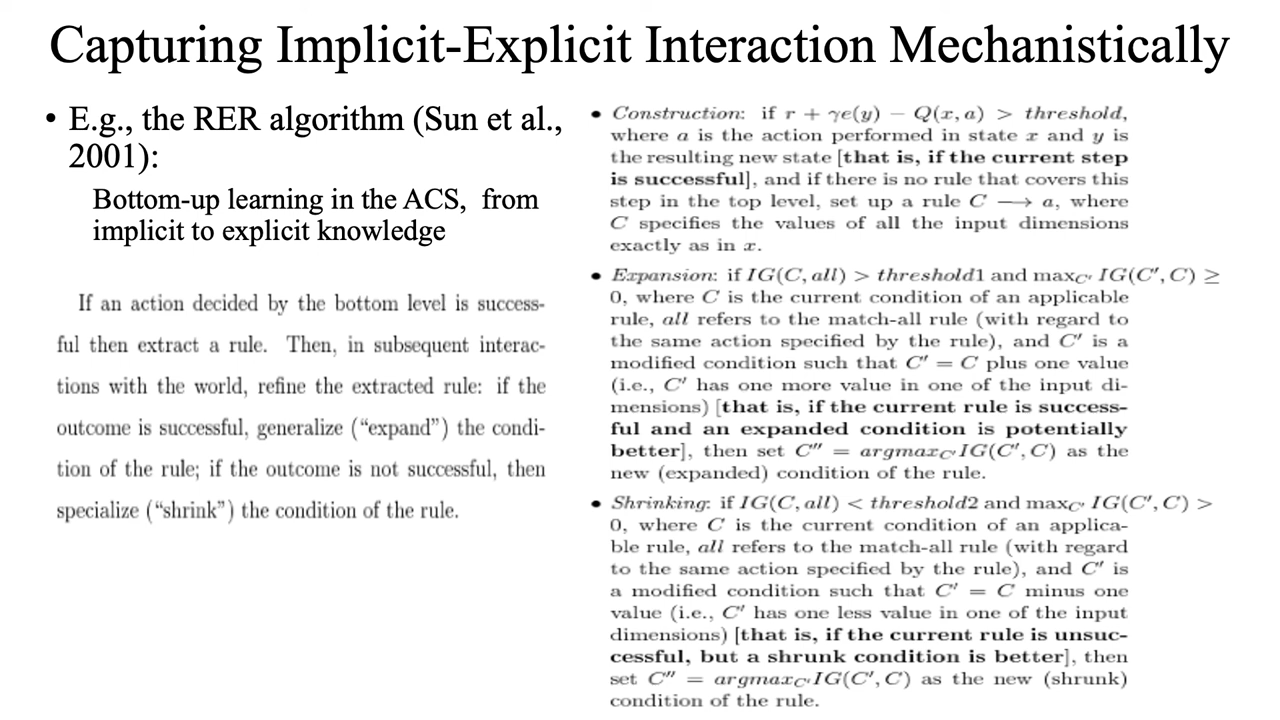 Capturing Implicit-Explicit Interaction Mechanistically
• E.g., the RER algorithm (Sun et al.,
2001):
Bottom-up learning in the ACS, from
implicit to explicit knowledge
If an action decided by the bottom level is success-
ful then extract a rule. Then, in subsequent interac-
tions with the world, refine the extracted rule: if the
outcome is successful, generalize (“expand”) the condi-
tion of the rule; if the outcome is not successful, then
specialize (“shrink”) the condition of the rule.
• Construction: if r + γe(y) − Q(x, a) > threshold,
where a is the action performed in state x and y is
the resulting new state [that is, if the current step
is successful], and if there is no rule that covers this
step in the top level, set up a rule C ⟶ a, where
C specifies the values of all the input dimensions
exactly as in x.
• Expansion: if IG(C, all) > threshold1 and max_C′ IG(C′, C) ≥
0, where C is the current condition of an applicable
rule, all refers to the match-all rule (with regard to
the same action specified by the rule), and C′ is a
modified condition such that C′ = C plus one value
(i.e., C′ has one more value in one of the input di-
mensions) [that is, if the current rule is success-
ful and an expanded condition is potentially
better], then set C″ = argmax_C′ IG(C′, C) as the
new (expanded) condition of the rule.
• Shrinking: if IG(C, all) < threshold2 and max_C′ IG(C′, C) >
0, where C is the current condition of an applica-
ble rule, all refers to the match-all rule (with regard
to the same action specified by the rule), and C′ is
a modified condition such that C′ = C minus one
value (i.e., C′ has one less value in one of the input
dimensions) [that is, if the current rule is unsuc-
cessful, but a shrunk condition is better], then
set C″ = argmax_C′ IG(C′, C) as the new (shrunk)
condition of the rule.